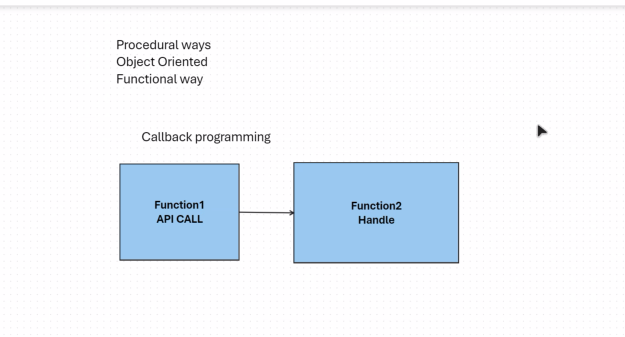 Procedural ways
Object Oriented
Functional way
Callback programming
Function1
API CALL
Function2
Handle